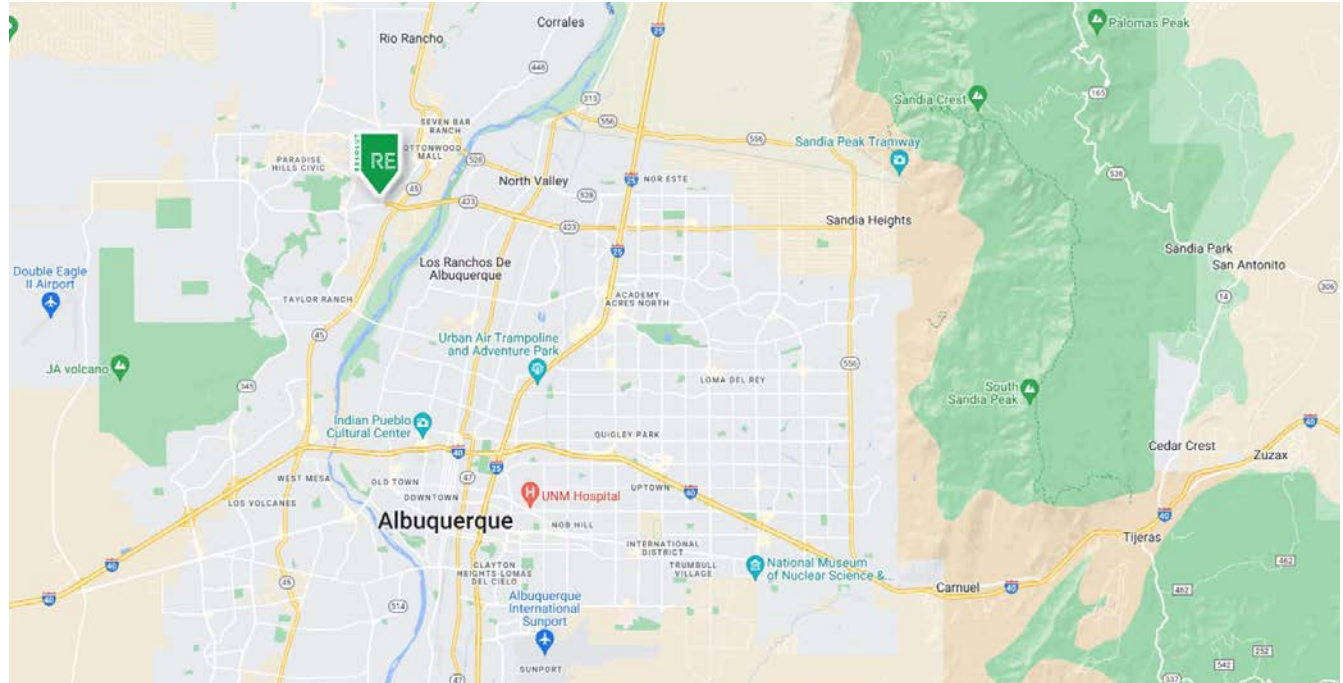 Corrales
Palomas Peak
Rio Rancho
25
448
165
Sandia Crest
313
556
SEVEN BAR
RANCH
556
556
Sandia Peak Tramway
RE
OTTONWOOD
MALL
PARADISE
HILLS CIVIC
528
536
North Valley
25
NOR ESTE
45
528
423
423
Sandia Heights
Sandia Park
San Antonito
25
Los Ranchos De
Albuquerque
Double Eagle
II Airport
306
14
ACADEMY
ACRES NORTH
TAYLOR RANCH
45
Urban Air Trampoline
and Adventure Park
JA volcano
556
345
LOMA DEL REY
South
Sandia Peak
Indian Pueblo
Cultural Center
40
QUIGLEY PARK
Cedar Crest
40
Zuzax
25
WEST MESA
OLD TOWN
47
UPTOWN
40
LOS VOLCANES
DOWNTOWN
UNM Hospital
Albuquerque
NOB HILL
40
Tijeras
INTERNATIONAL
DISTRICT
462
40
CLAYTON
HEIGHTS-LOMAS
DEL CIELO
TRUMBULL
VILLAGE
National Museum
of Nuclear Science &...
45
Carnuel
40
462
40
314
Albuquerque
International
Sunport
252
542
SUNPORT
337